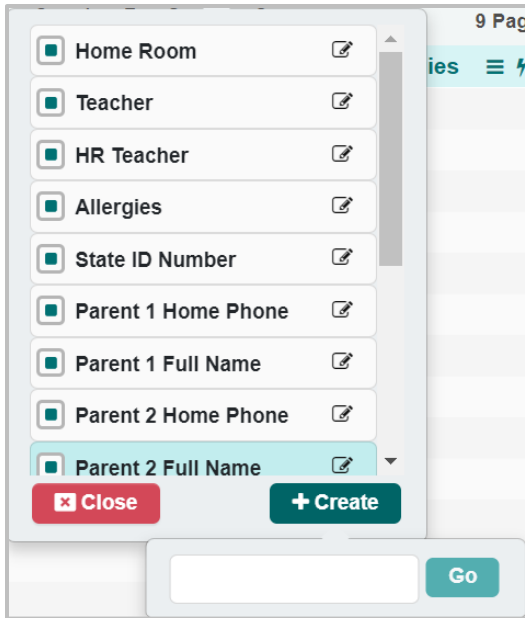 9 Pag
Home Room
ies
Teacher
HR Teacher
Allergies
State ID Number
Parent 1 Home Phone
Parent 1 Full Name
Parent 2 Home Phone
Parent 2 Full Name
Close
+ Create
Go